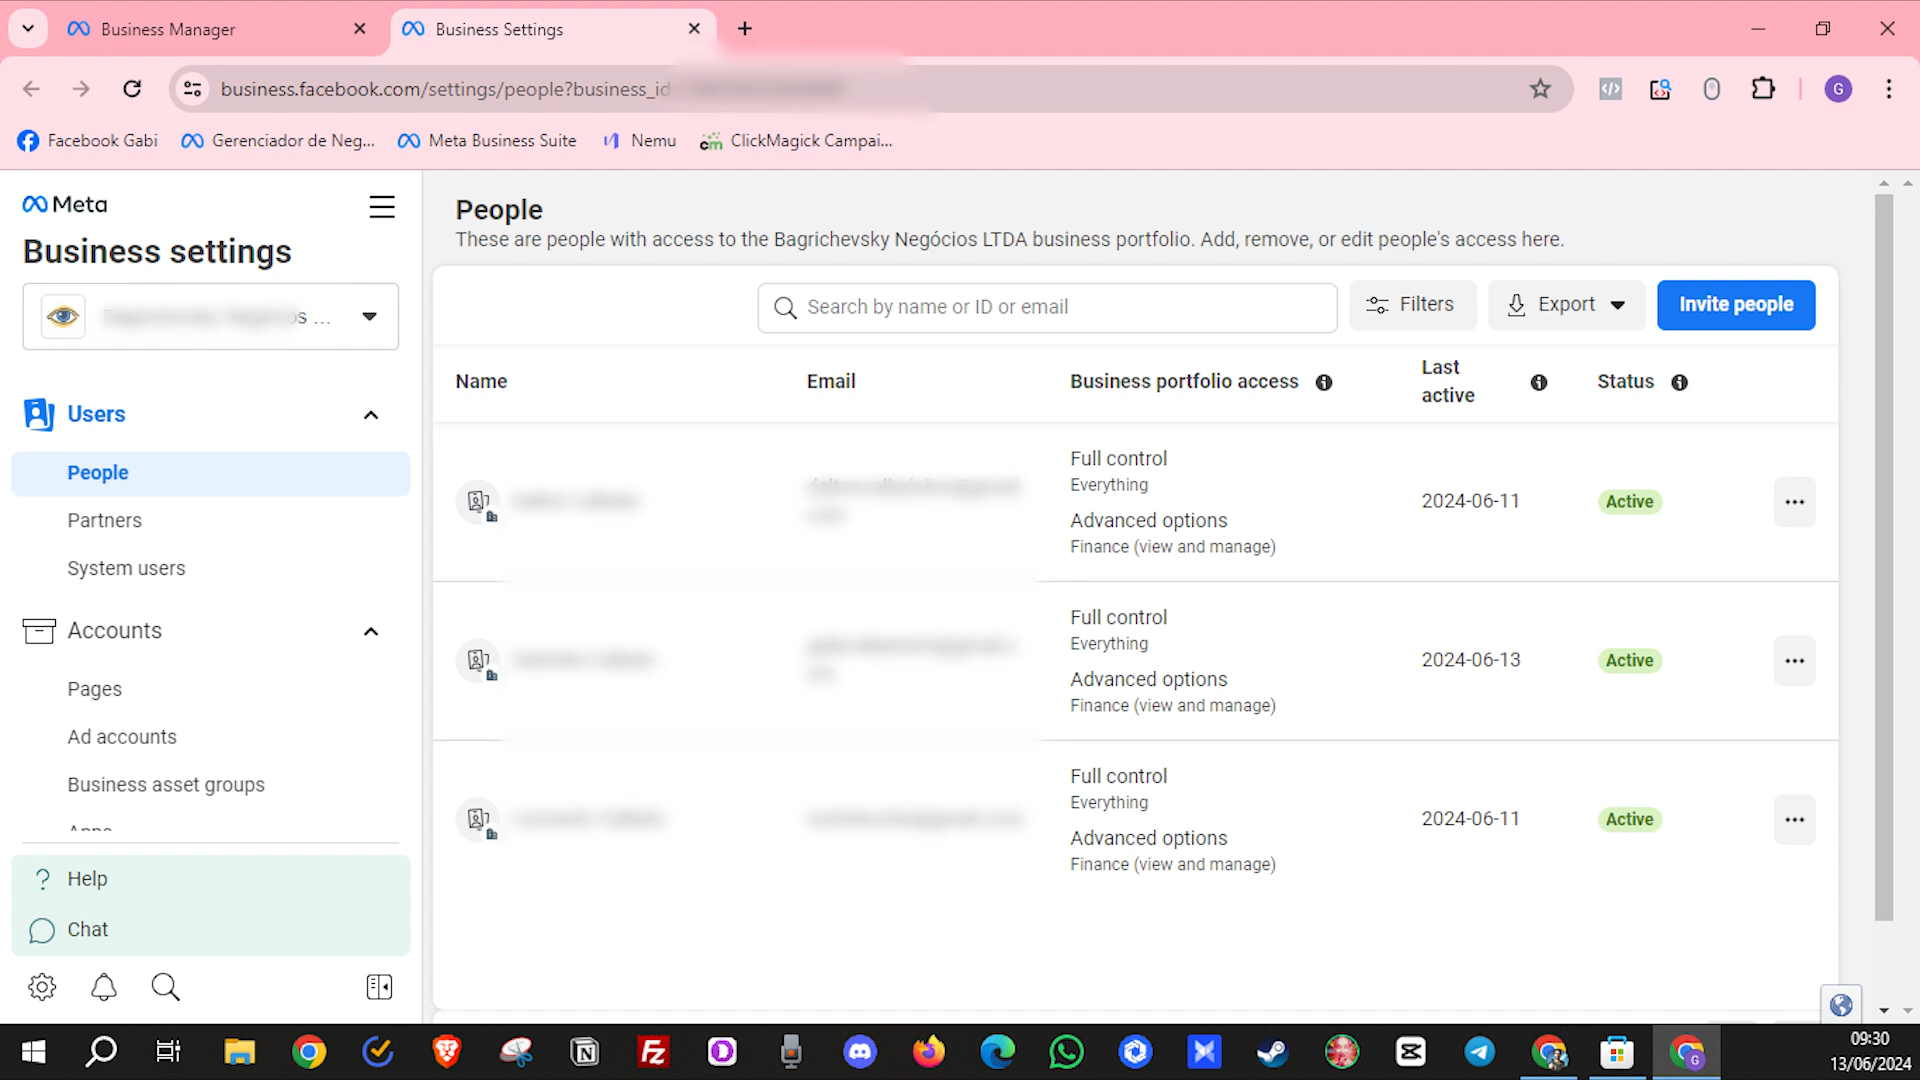 Business Manager
Business Settings
business.facebook.com/settings/people?business_id
G
Facebook Gabi
Gerenciador de Neg...
Meta Business Suite
Nemu
cm
ClickMagick Campai...
Meta
Business settings
s ...
Users
People
Partners
System users
Accounts
Pages
Ad accounts
Business asset groups
Apps
Help
Chat
People
These are people with access to the Bagrichevsky Negócios LTDA business portfolio. Add, remove, or edit people's access here.
Search by name or ID or email
Filters
Export
Invite people
Name
Email
Business portfolio access
Last active
Status
Full control
Everything
Advanced options
Finance (view and manage)
2024-06-11
Active
Full control
Everything
Advanced options
Finance (view and manage)
2024-06-13
Active
Full control
Everything
Advanced options
Finance (view and manage)
2024-06-11
Active
09:30
13/06/2024